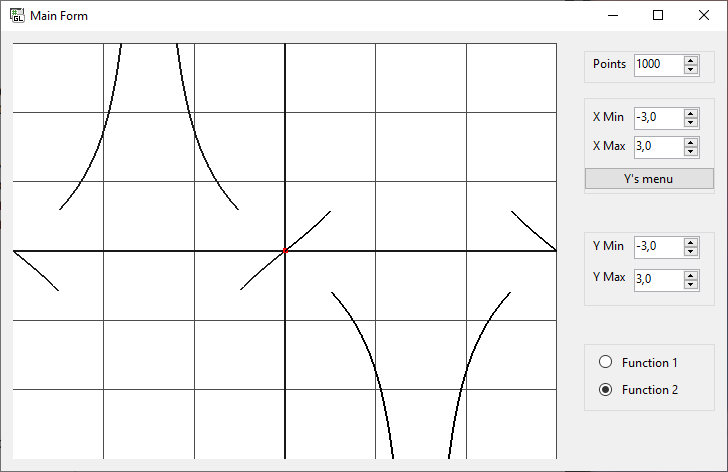 GL
Main Form
Points 1000
X Min -3,0
X Max 3,0
Y's menu
Y Min -3,0
Y Max 3,0
Function 1
Function 2